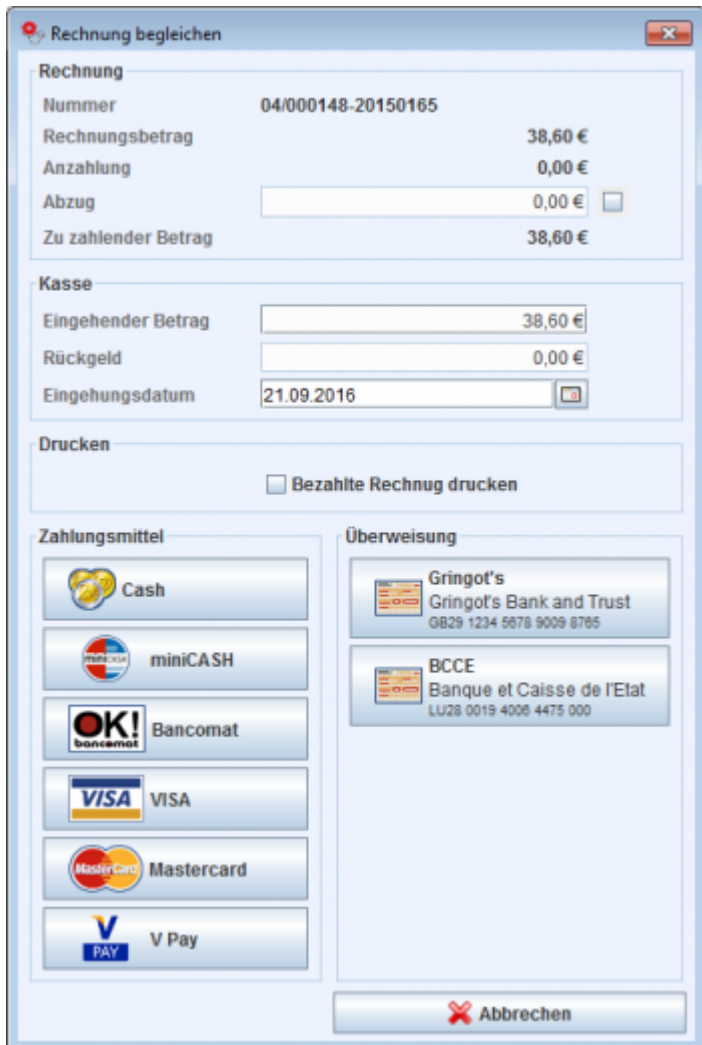 Rechnung begleichen
Rechnung
Nummer 04/000148-20150165
Rechnungsbetrag 38,60 €
Anzahlung 0,00 €
Abzug 0,00 €
Zu zahlender Betrag 38,60 €
Kasse
Eingehender Betrag 38,60 €
Rückgeld 0,00 €
Eingehungsdatum 21.09.2016
Drucken
Bezahlte Rechnug drucken
Zahlungsmittel
Cash
miniCASH miniCASH
OK! bancomat Bancomat
VISA VISA
MasterCard Mastercard
V PAY V Pay
Überweisung
Gringot's
Gringot's Bank and Trust
GB29 1234 5678 9009 8765
BCCE
Banque et Caisse de l'Etat
LU28 0019 4006 4475 000
Abbrechen